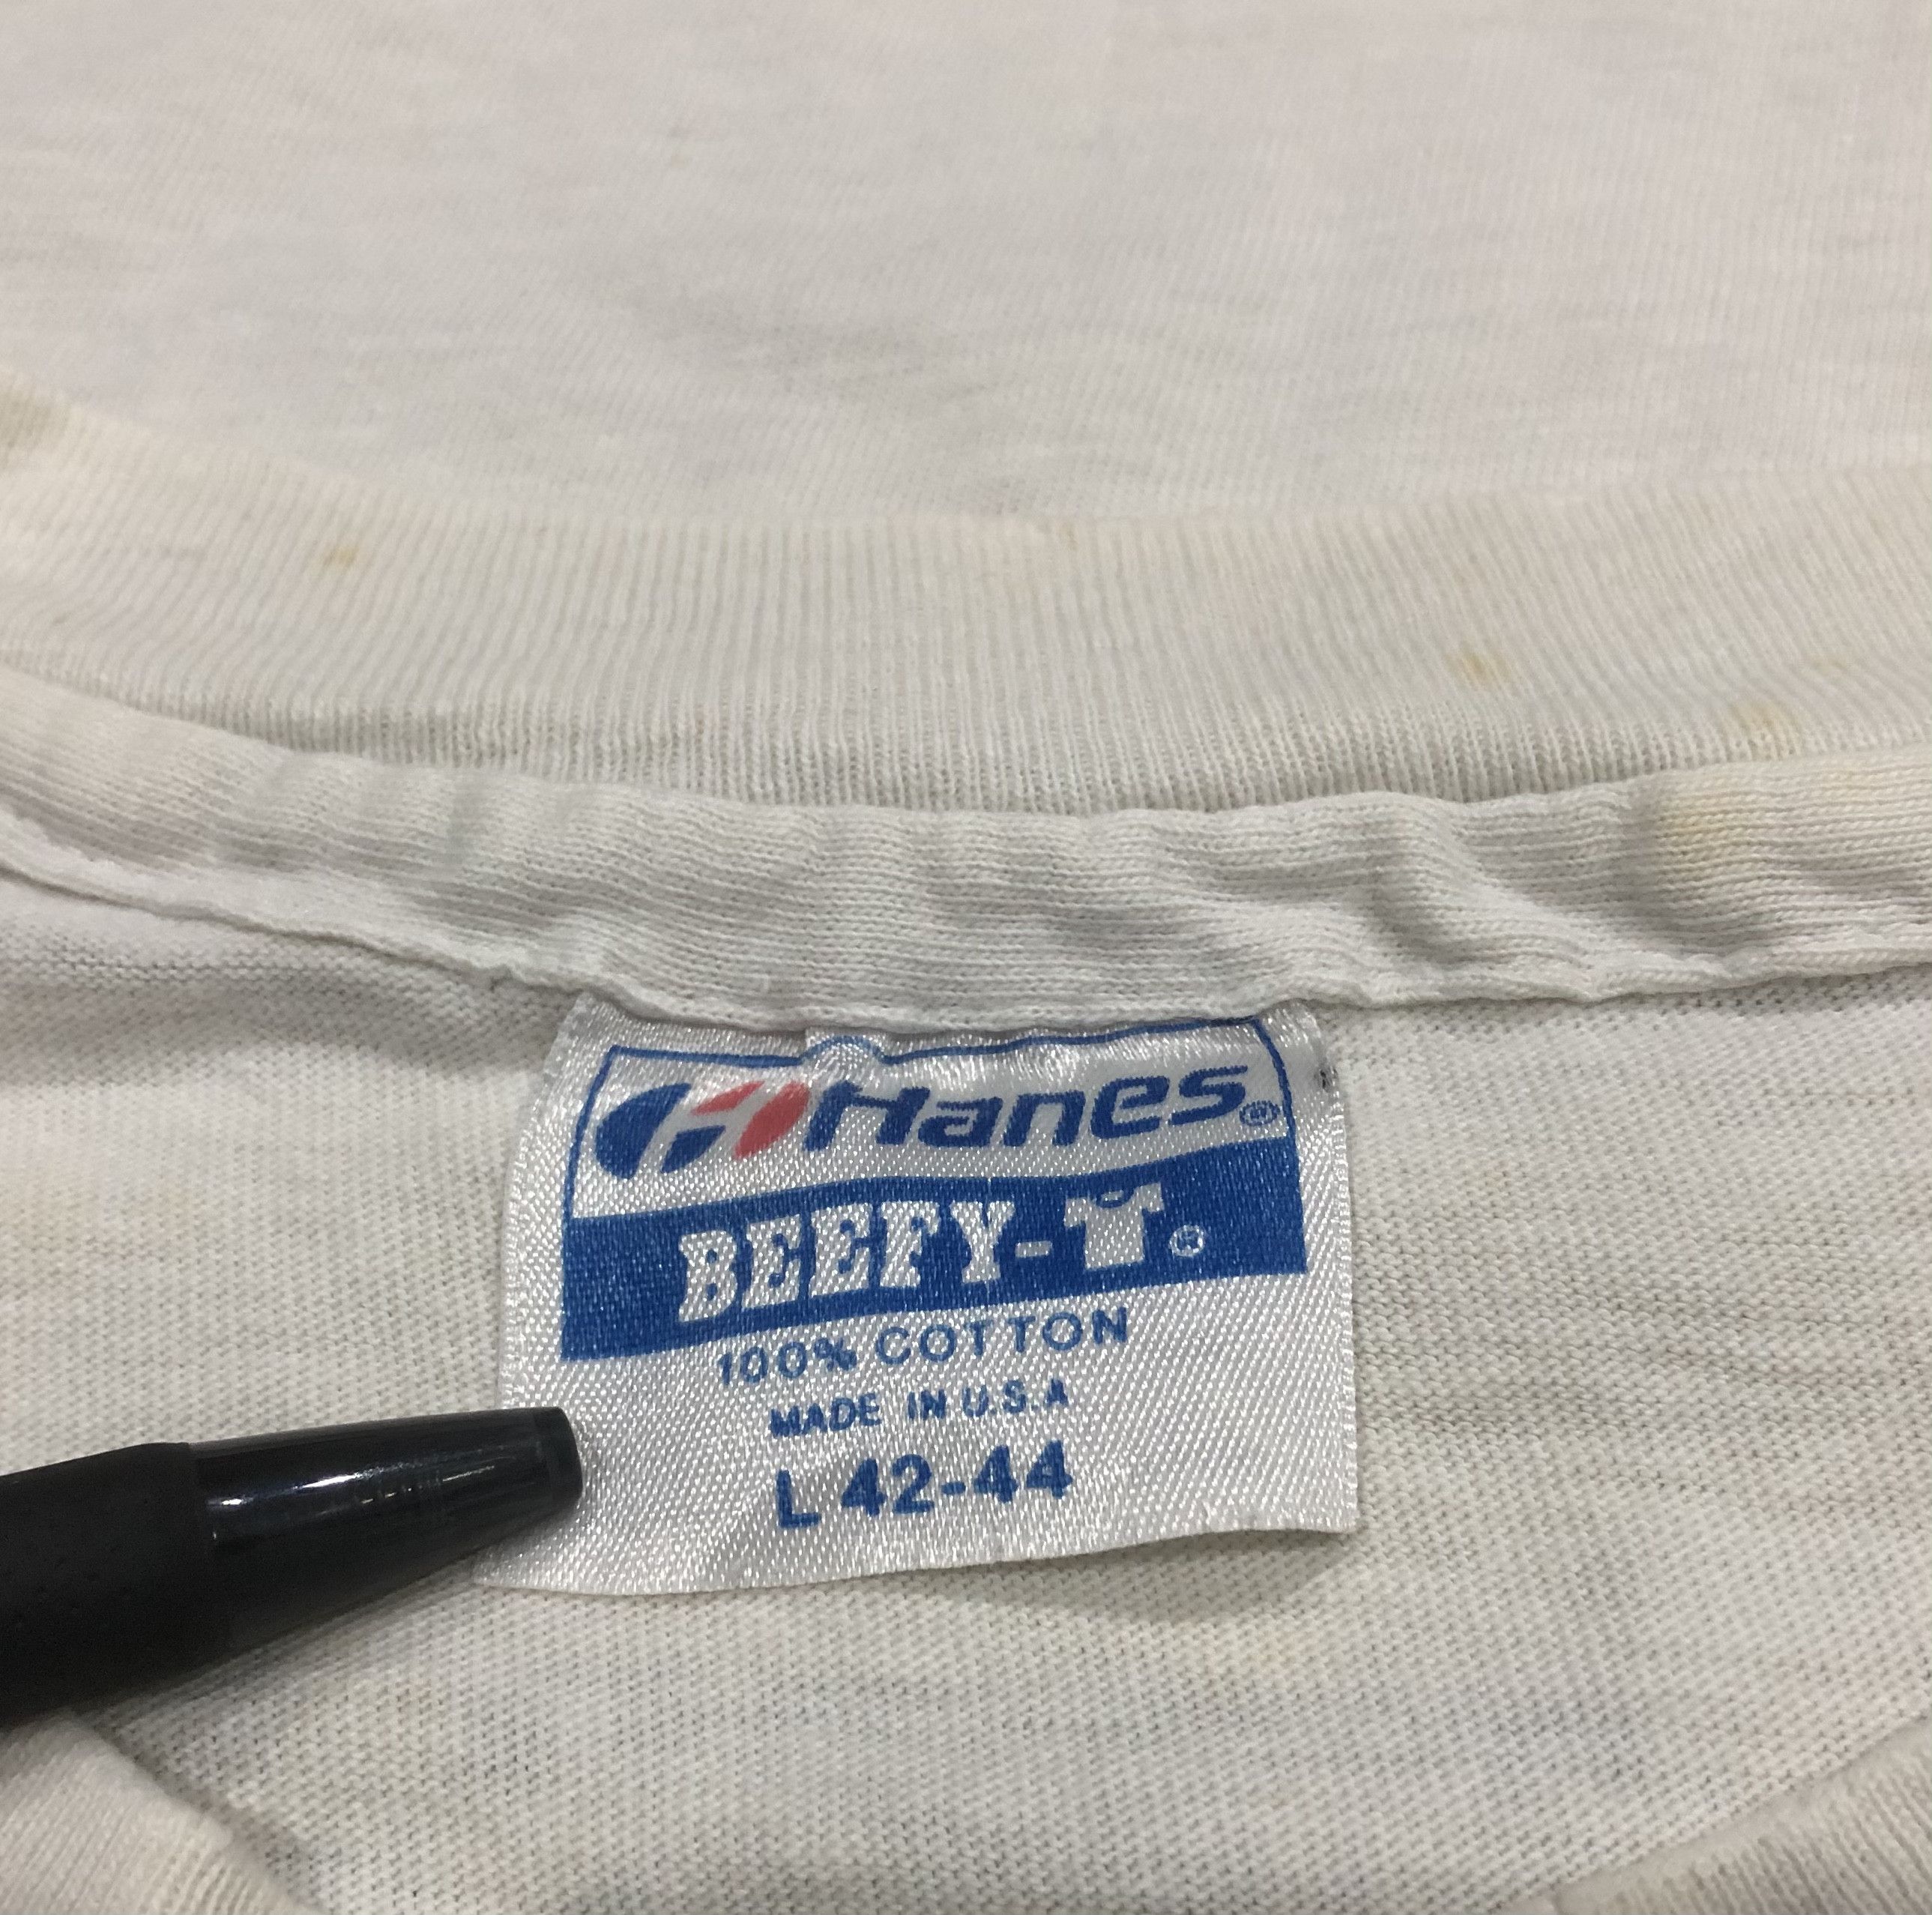 Hanes®
BEEFY-T®
100% COTTON
MADE IN U.S.A
L 42-44